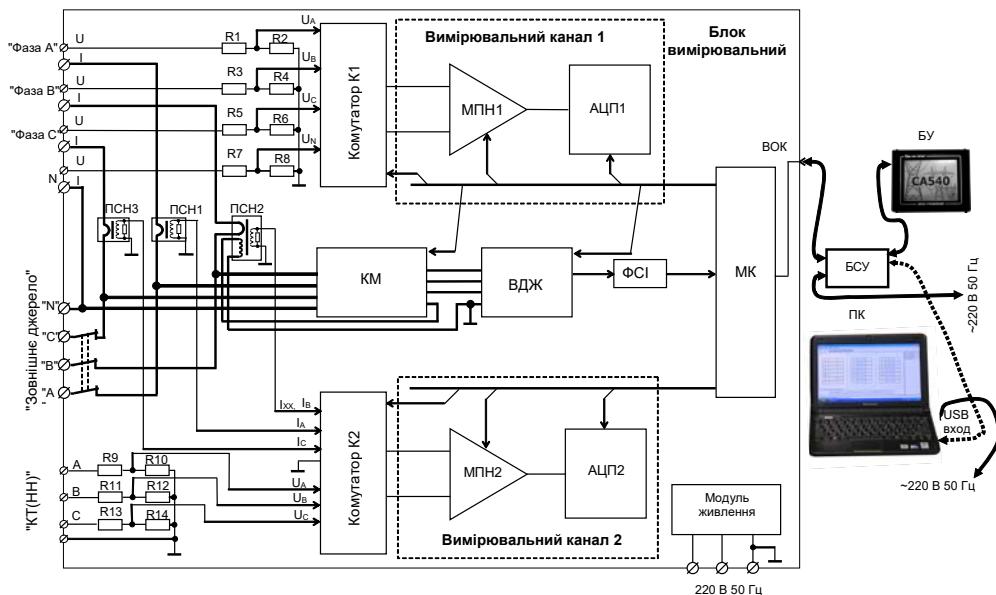 Блок
вимірювальний
Вимірювальний канал 1
"Фаза A"
U
I
"Фаза B"
U
I
"Фаза C"
U
I
U
N
I
R1
R2
R3
R4
R5
R6
R7
R8
UA
UB
UC
UN
Комутатор К1
МПН1
АЦП1
ВОК
БУ
CA540
ПСН3
ПСН1
ПСН2
КМ
ВДЖ
ФСІ
МК
БСУ
~220 В 50 Гц
ПК
"Зовнішнє джерело"
"N"
"C"
"B"
"A
"
IXX, IB
IA
IC
UA
UB
UC
Комутатор К2
МПН2
АЦП2
Вимірювальний канал 2
"КТ(НН)"
A
B
C
R9
R10
R11
R12
R13
R14
Модуль
живлення
220 В 50 Гц
USB
вход
~220 В 50 Гц